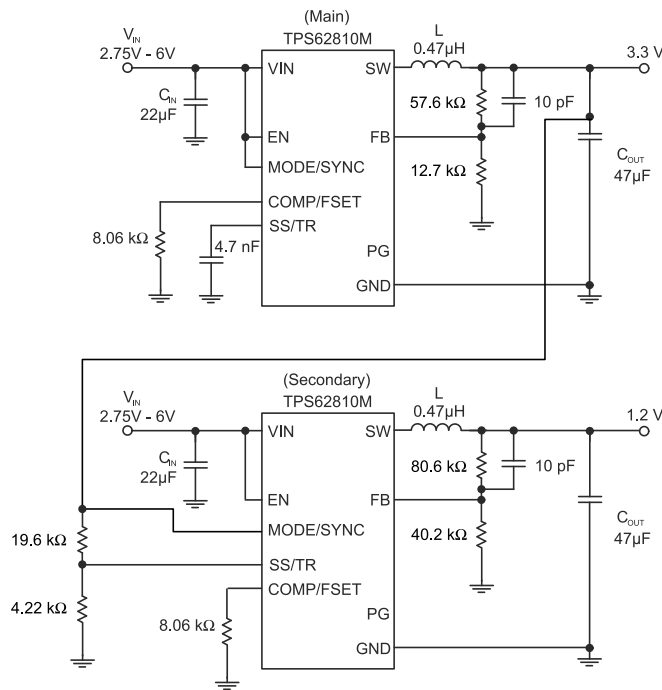 (Main)
TPS62810M
VIN
2.75V - 6V
CIN
22µF
VIN
EN
MODE/SYNC
COMP/FSET
SS/TR
8.06 kΩ
4.7 nF
SW
FB
PG
GND
L
0.47µH
57.6 kΩ
10 pF
12.7 kΩ
3.3 V
COUT
47µF
(Secondary)
TPS62810M
VIN
2.75V - 6V
CIN
22µF
VIN
EN
MODE/SYNC
SS/TR
COMP/FSET
19.6 kΩ
4.22 kΩ
8.06 kΩ
SW
FB
PG
GND
L
0.47µH
80.6 kΩ
10 pF
40.2 kΩ
1.2 V
COUT
47µF